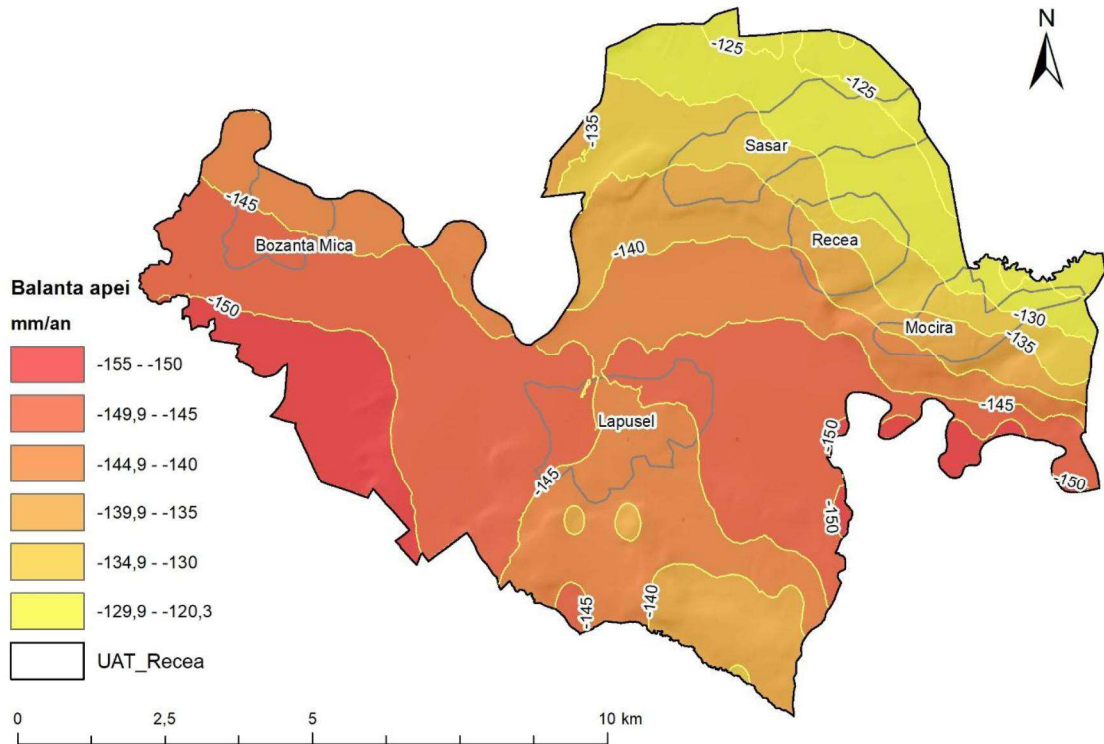 N
-125
-125
-135
Sasar
-145
Bozanta Mica
Recea
-140
Balanta apei
mm/an
-150
-130
Mocira
-135
-155 - -150
-149,9 - -145
-144,9 - -140
-139,9 - -135
-134,9 - -130
-129,9 - -120,3
UAT_Recea
-145
Lapusel
-150
-145
-150
-150
-145
-140
0 2,5 5 10 km